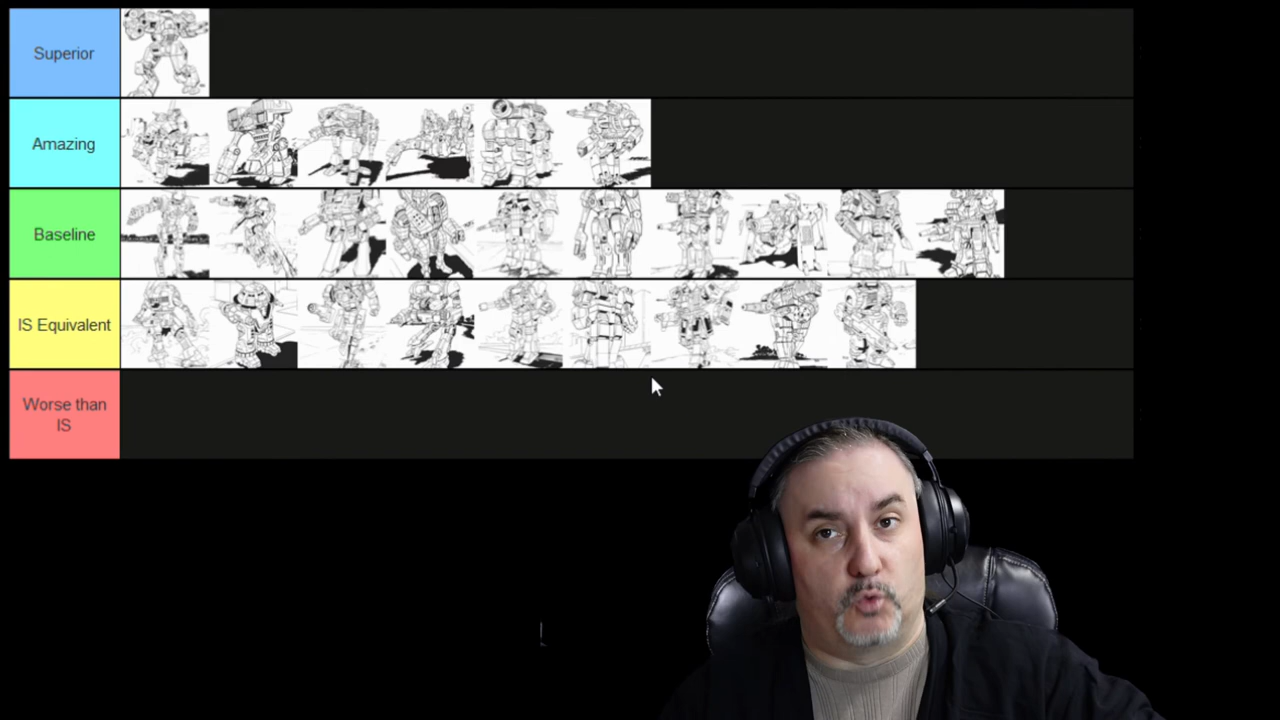 Superior
Amazing
Baseline
IS Equivalent
Worse than
IS